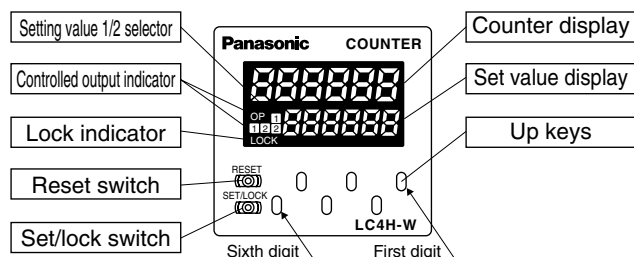 Setting value 1/2 selector
Controlled output indicator
Lock indicator
Reset switch
Set/lock switch
Panasonic COUNTER
888888
OP 1
1 2 2 888888
LOCK
RESET
SET/LOCK
LC4H-W
Sixth digit First digit
Counter display
Set value display
Up keys